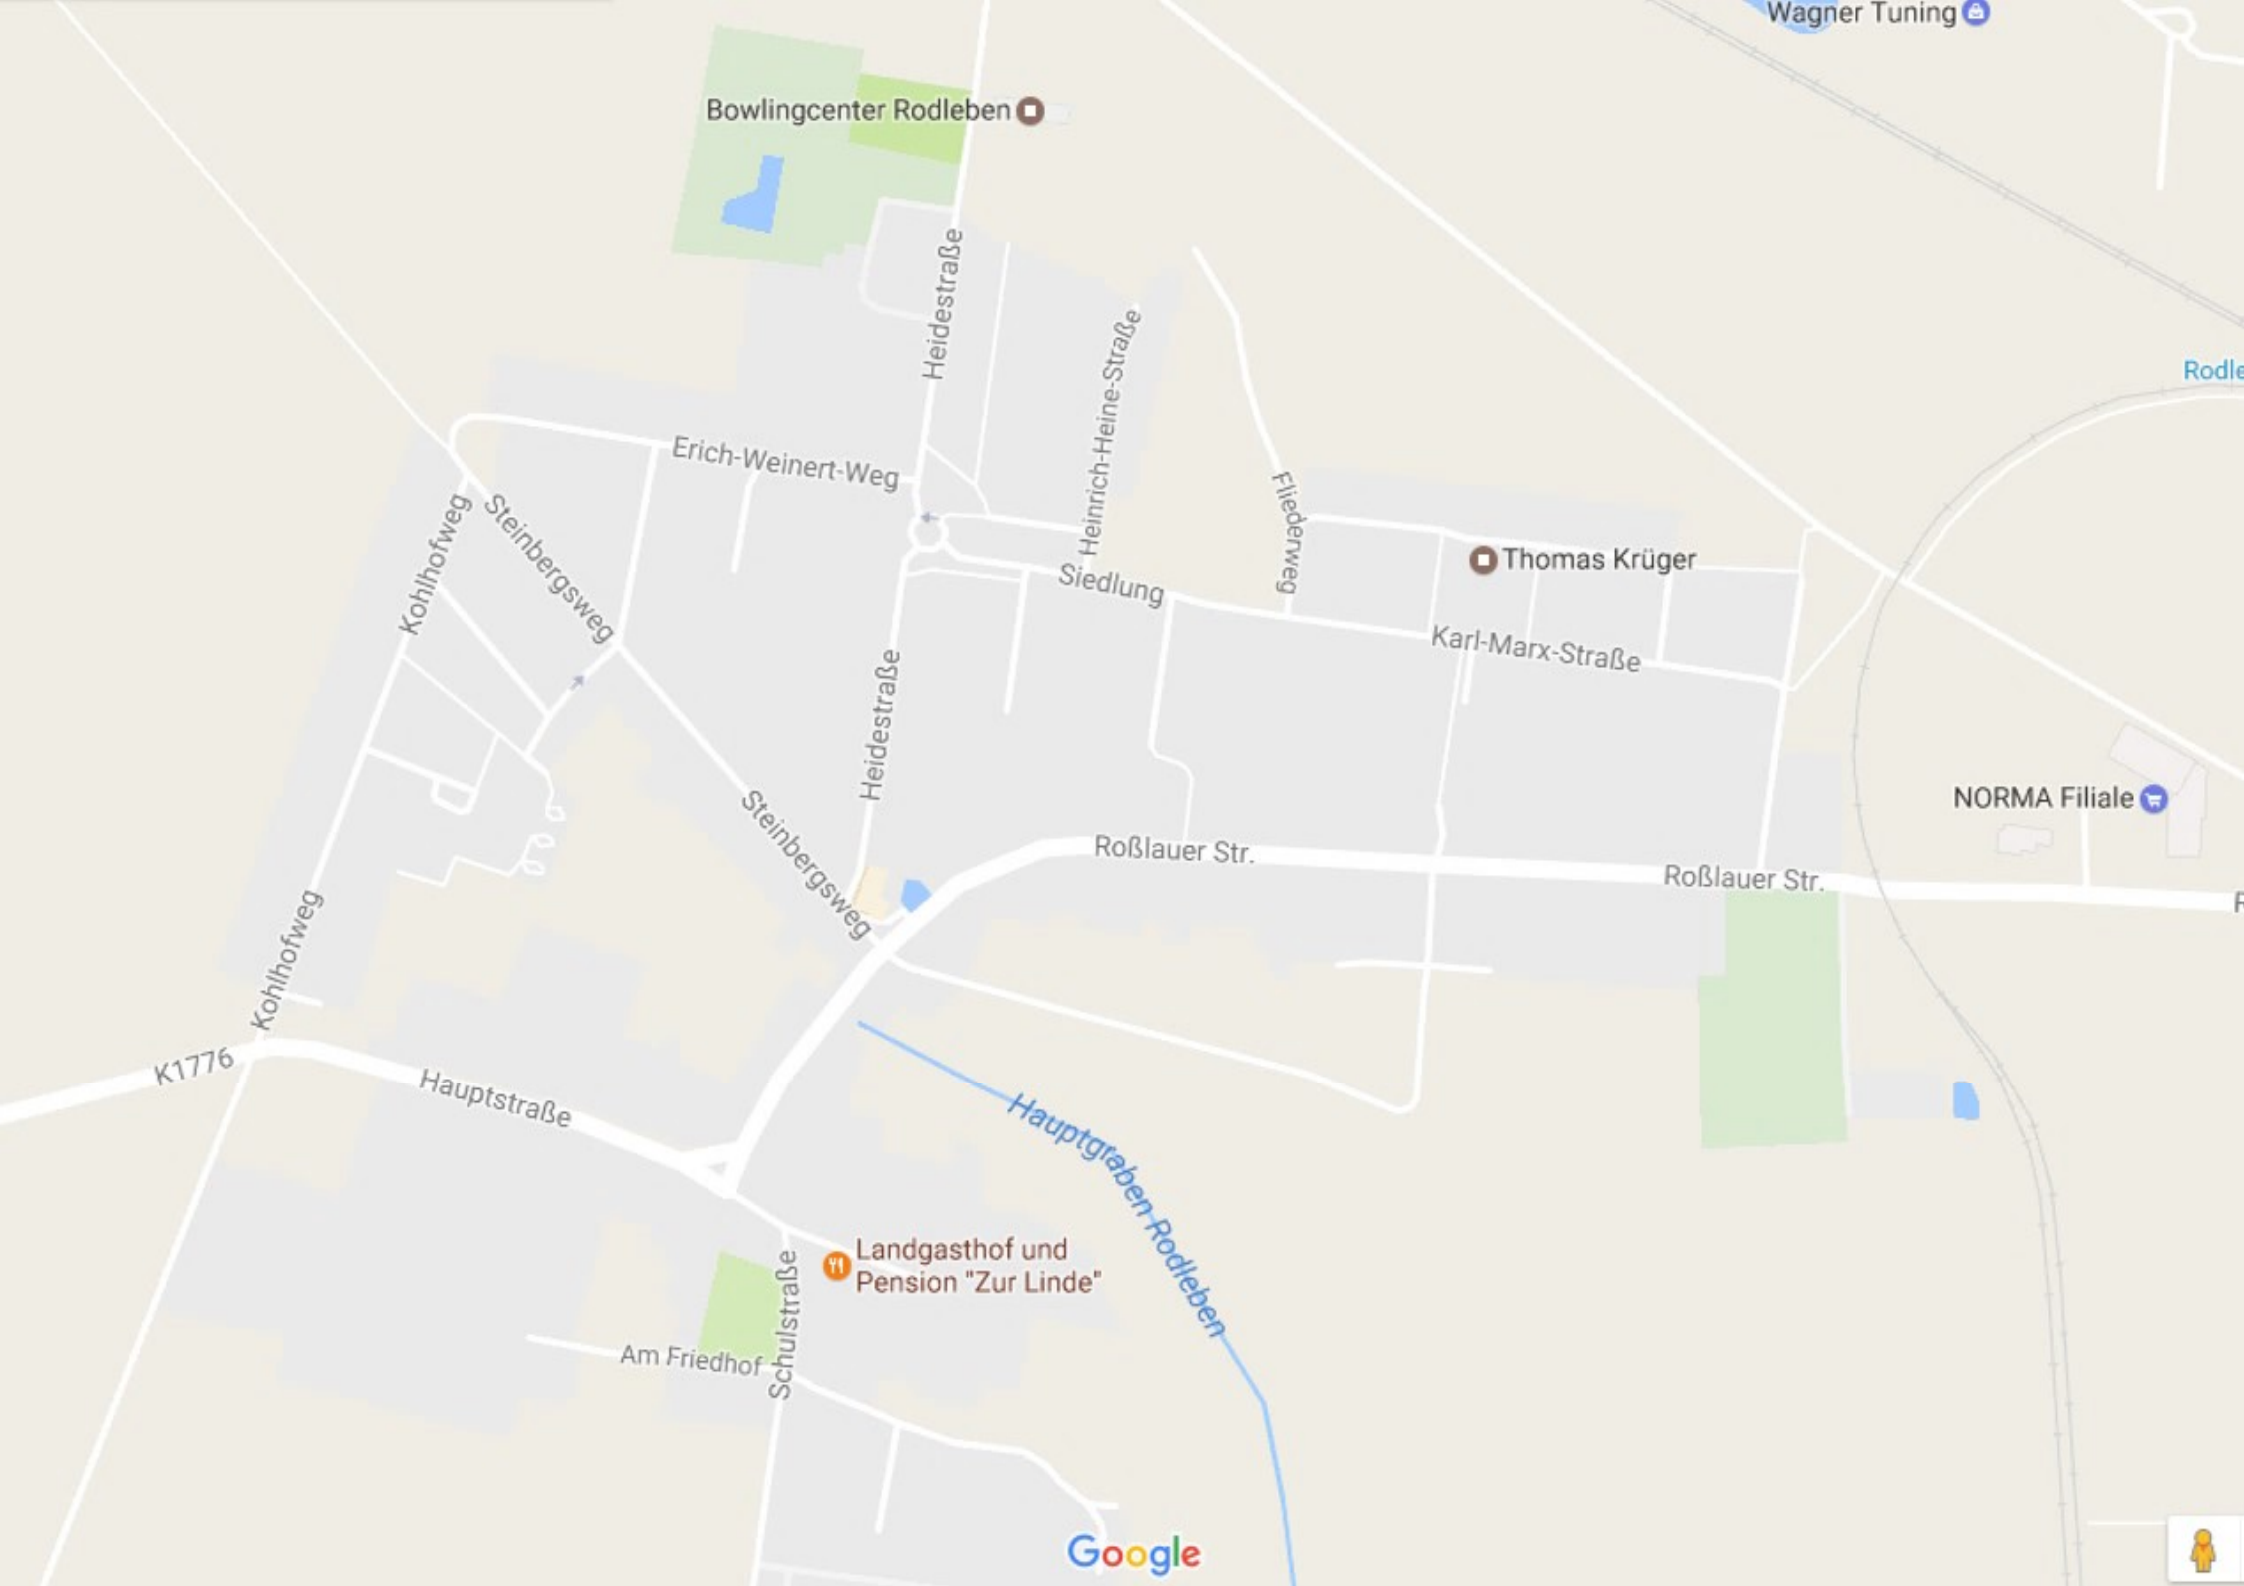 Wagner Tuning
Bowlingcenter Rodleben
Heidestraße
Heinrich-Heine-Straße
Rodle
Erich-Weinert-Weg
Fliederweg
Kohlhofweg
Steinbergsweg
Siedlung
Thomas Krüger
Karl-Marx-Straße
Heidestraße
Steinbergsweg
NORMA Filiale
Roßlauer Str.
Roßlauer Str.
R
Kohlhofweg
K1776
Hauptstraße
Hauptgraben Rodleben
Landgasthof und
Pension "Zur Linde"
Schulstraße
Am Friedhof
Google